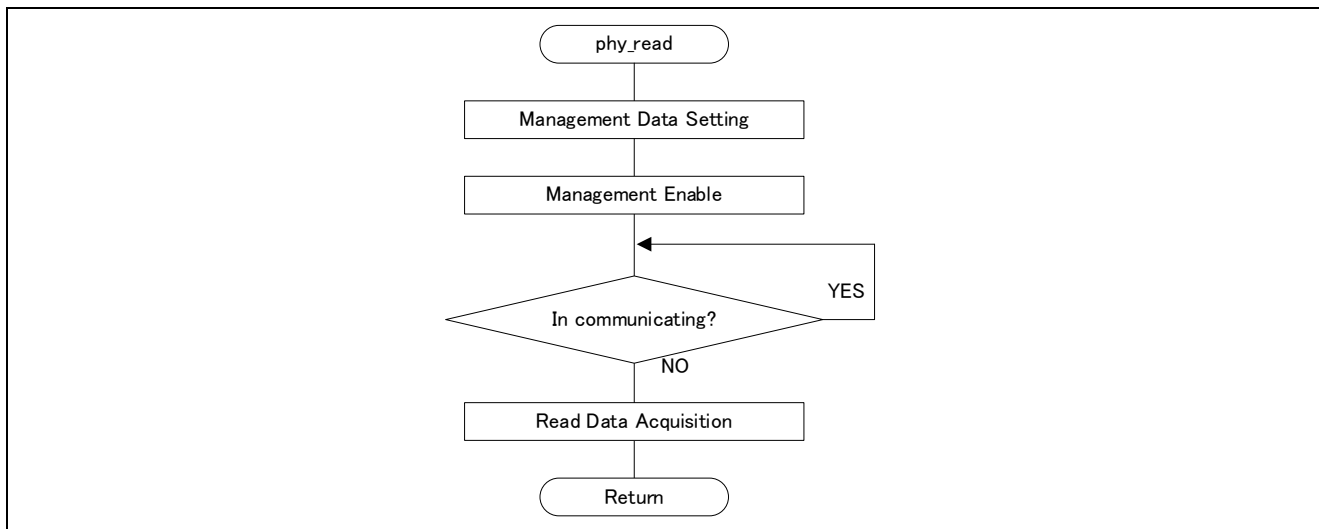 phy_read
Management Data Setting
Management Enable
YES
In communicating?
NO
Read Data Acquisition
Return